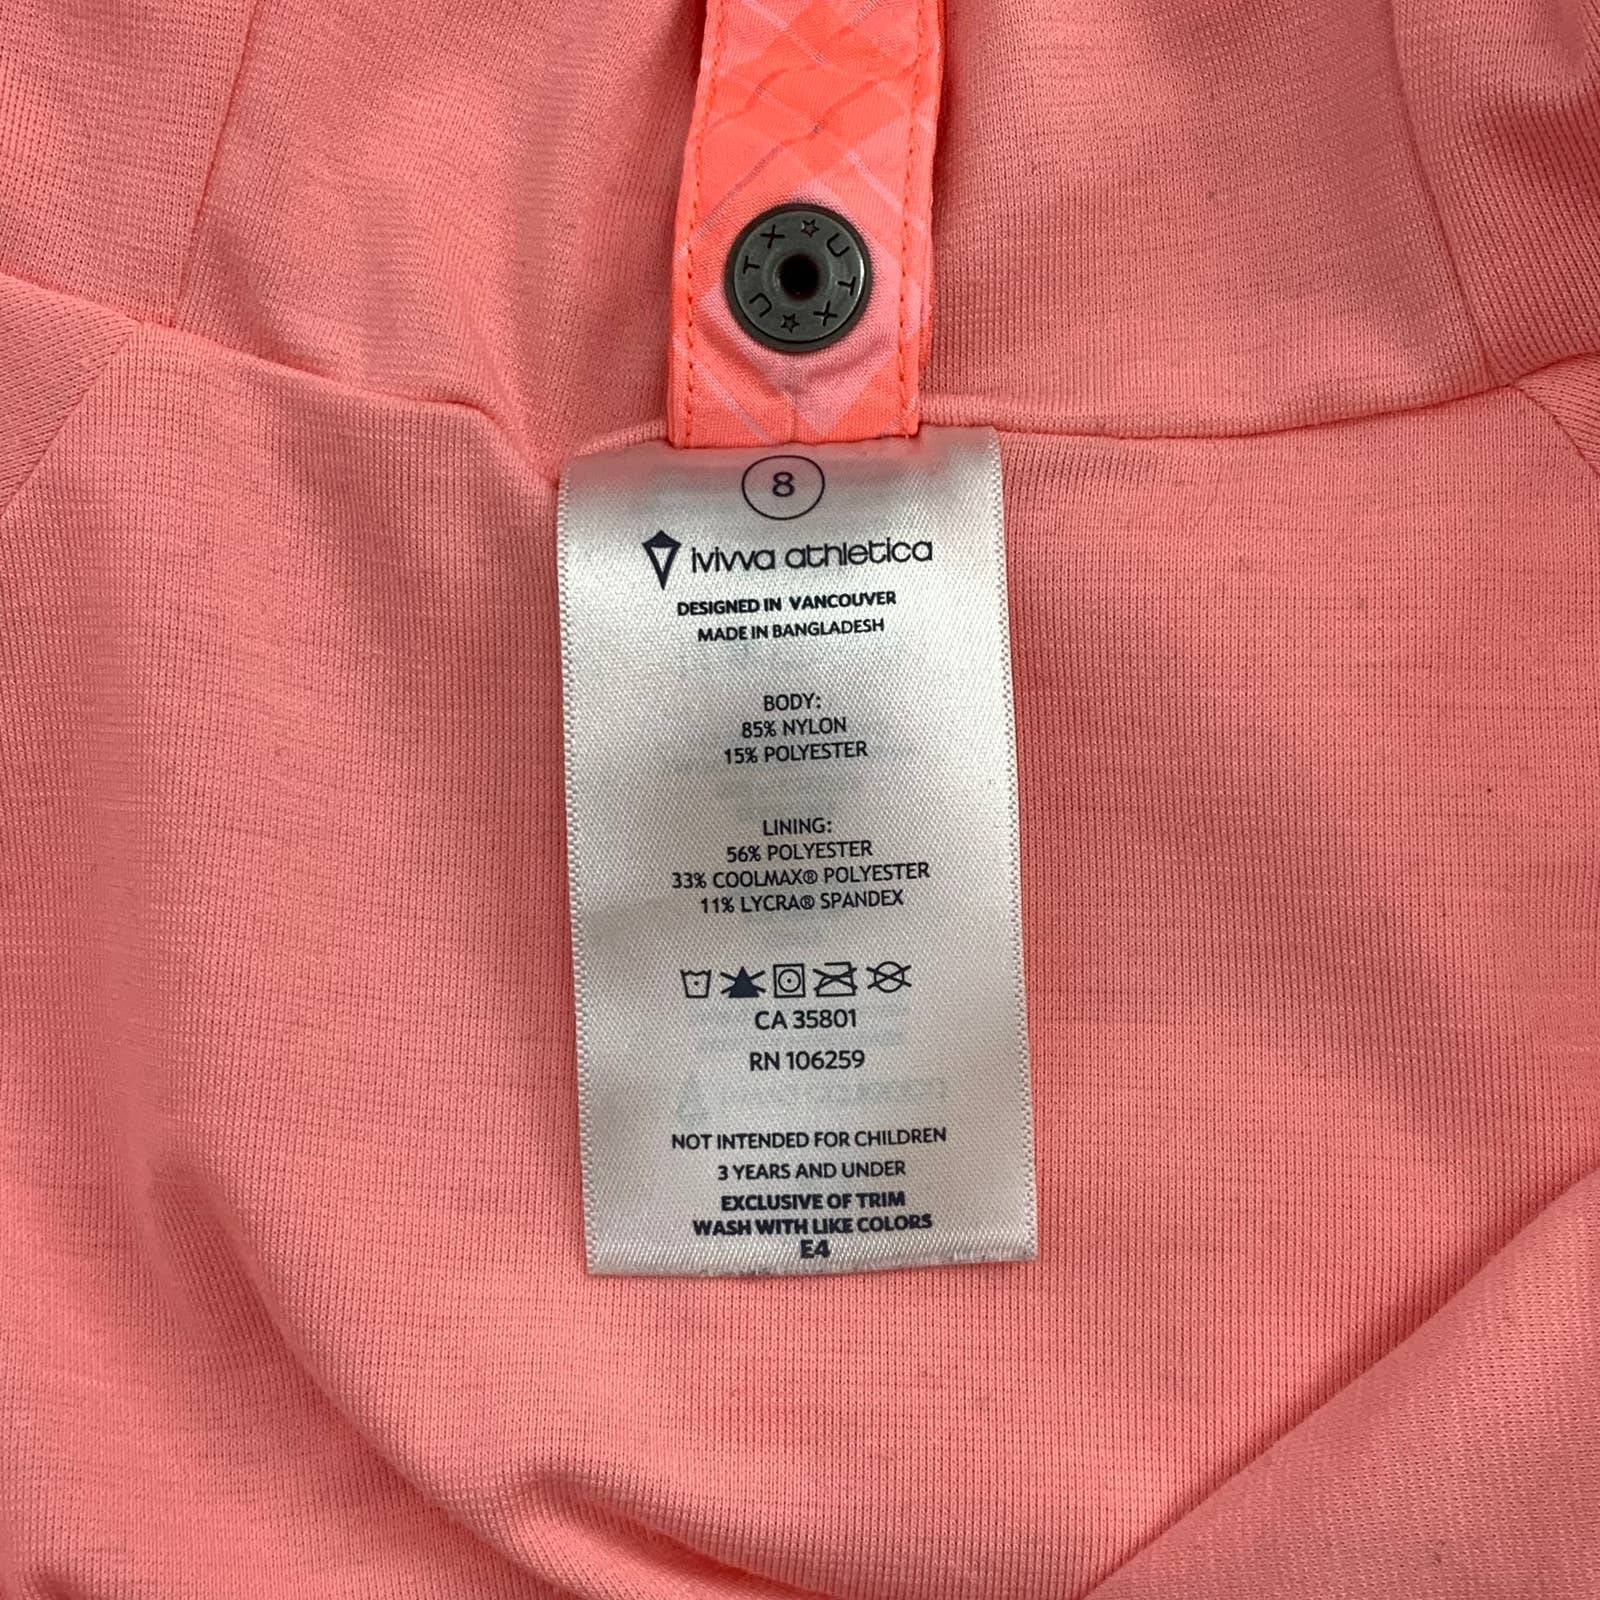 UTX UTX
8
ivivva athletica
DESIGNED IN VANCOUVER
MADE IN BANGLADESH
BODY:
85% NYLON
15% POLYESTER
LINING:
56% POLYESTER
33% COOLMAX® POLYESTER
11% LYCRA® SPANDEX
CA 35801
RN 106259
NOT INTENDED FOR CHILDREN
3 YEARS AND UNDER
EXCLUSIVE OF TRIM
WASH WITH LIKE COLORS
E4